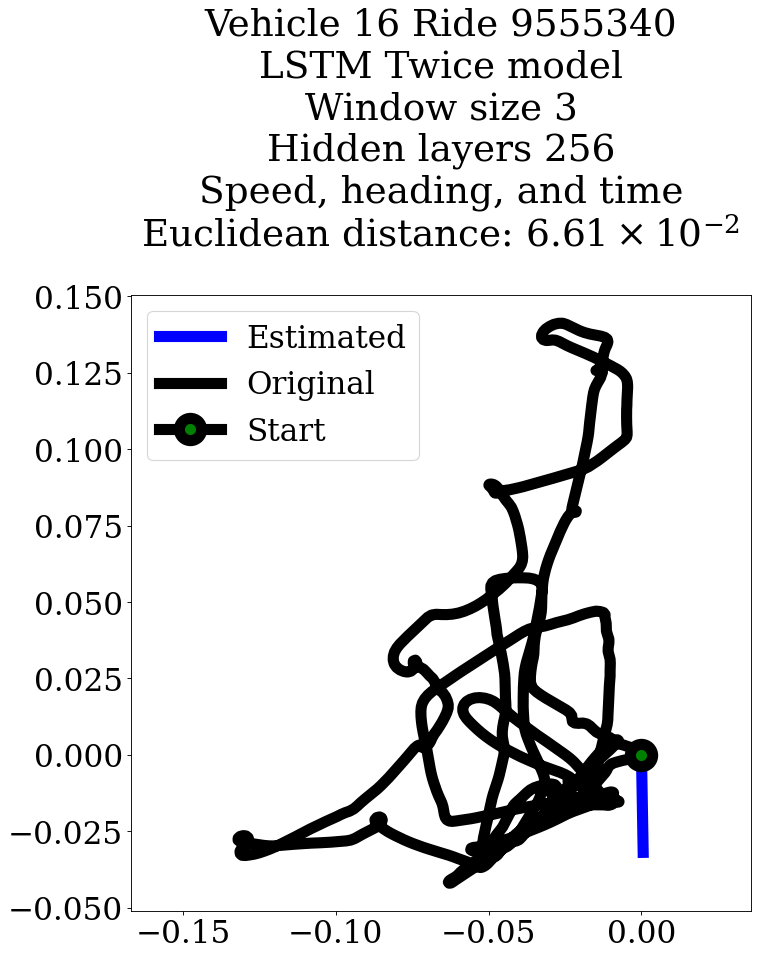 Vehicle 16 Ride 9555340
LSTM Twice model
Window size 3
Hidden layers 256
Speed, heading, and time
Euclidean distance: 6.61 × 10⁻²
0.150
0.125
0.100
0.075
0.050
0.025
0.000
−0.025
−0.050
Estimated
Original
Start
−0.15 −0.10 −0.05 0.00